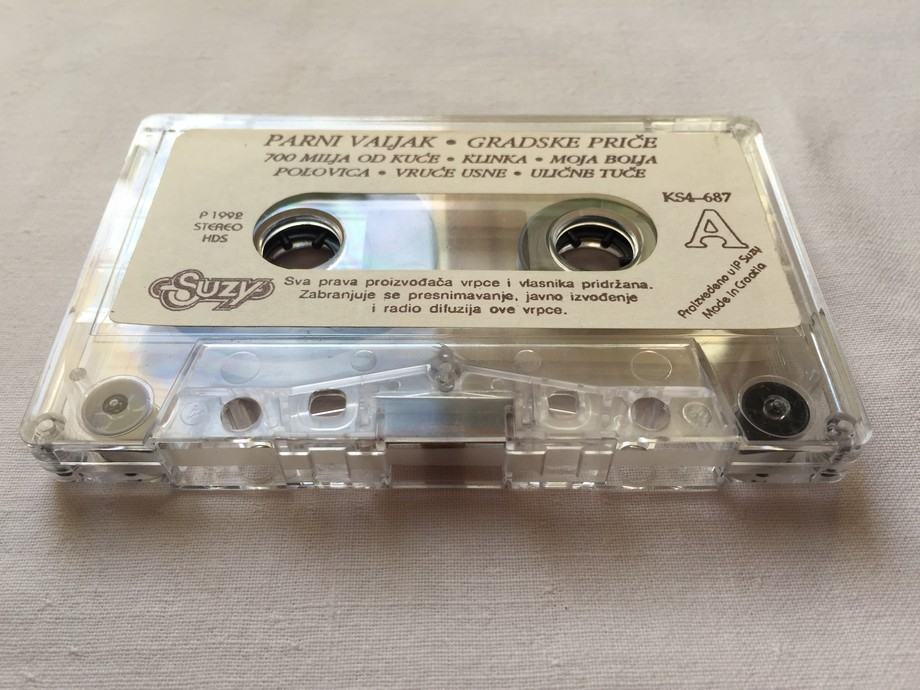 PARNI VALJAK • GRADSKE PRIČE
700 MILJA OD KUĆE • KLINKA • MOJA BOLJA
POLOVICA • VRUĆE USNE • ULIČNE TUČE
P 1992
STEREO
HDS
KS4-687
A
SUZY
Sva prava proizvođača vrpce i vlasnika pridržana.
Zabranjuje se presnimavanje, javno izvođenje
i radio difuzija ove vrpce.
Proizvedeno u IP Suzy
Made in Croatia